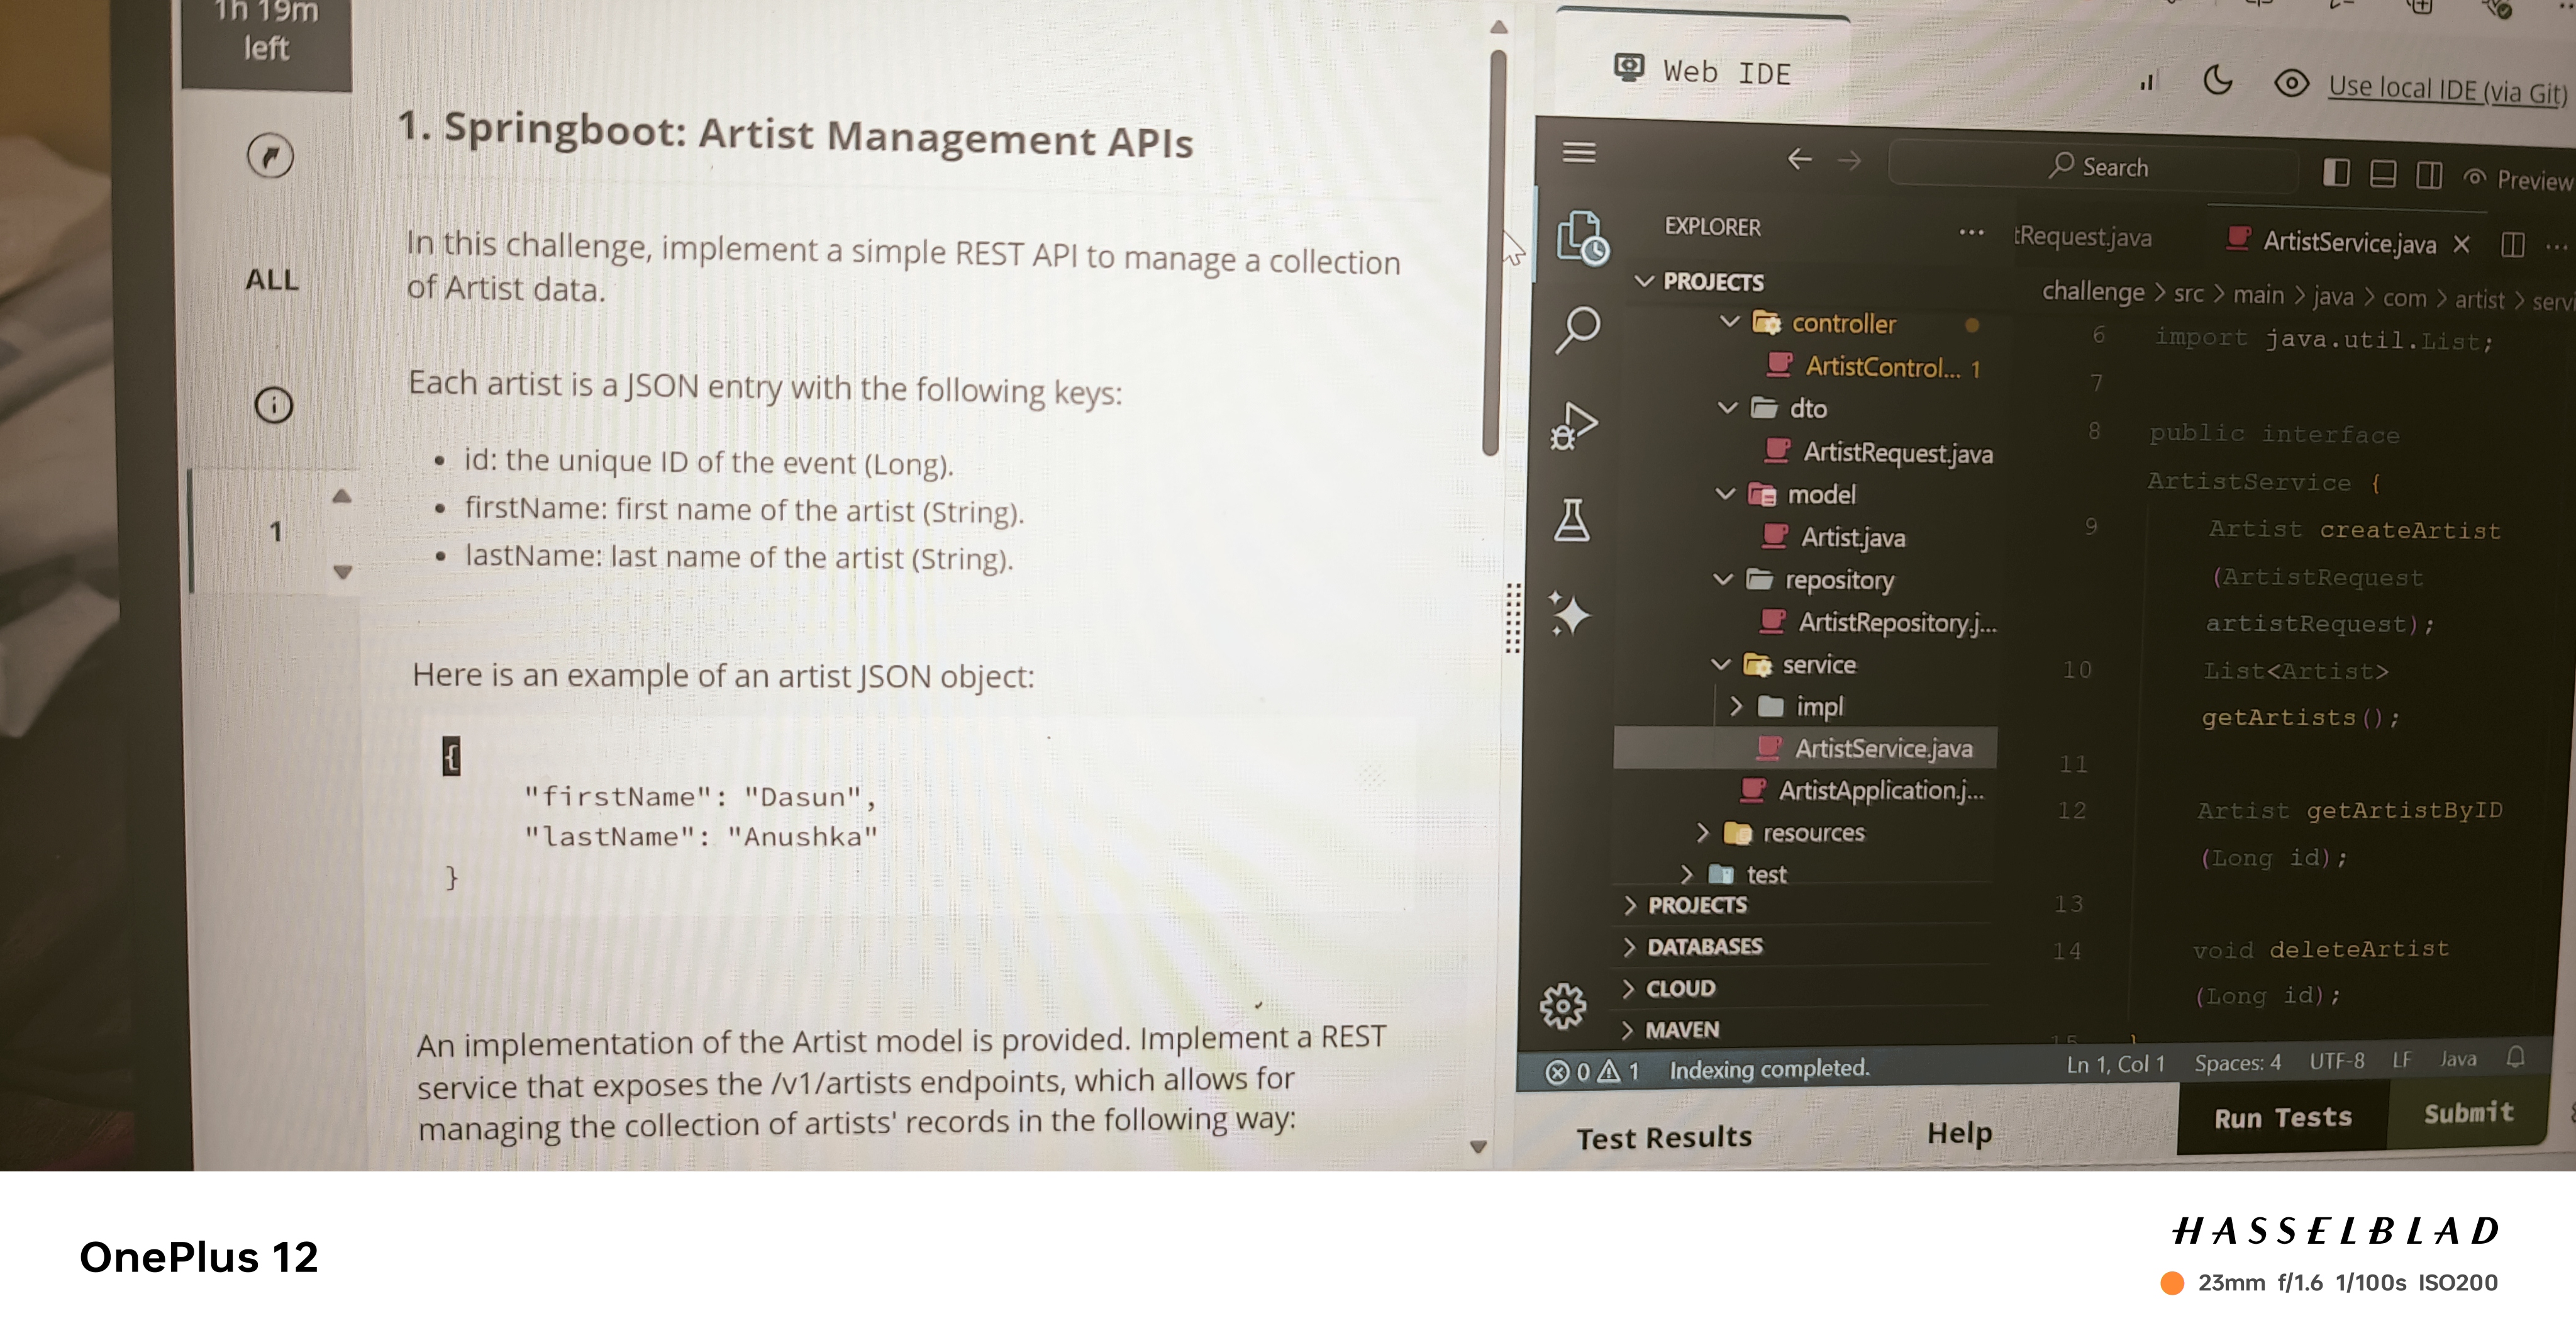 1h 19m
left
ALL
1
1. Springboot: Artist Management APIs
In this challenge, implement a simple REST API to manage a collection
of Artist data.
Each artist is a JSON entry with the following keys:
• id: the unique ID of the event (Long).
• firstName: first name of the artist (String).
• lastName: last name of the artist (String).
Here is an example of an artist JSON object:
{
"firstName": "Dasun",
"lastName": "Anushka"
}
An implementation of the Artist model is provided. Implement a REST
service that exposes the /v1/artists endpoints, which allows for
managing the collection of artists' records in the following way:
Web IDE
Use local IDE (via Git)
Search
Preview
EXPLORER
PROJECTS
controller
ArtistControl... 1
dto
ArtistRequest.java
model
Artist.java
repository
ArtistRepository.j...
service
impl
ArtistService.java
ArtistApplication.j...
resources
test
PROJECTS
DATABASES
CLOUD
MAVEN
tRequest.java
ArtistService.java
challenge > src > main > java > com > artist > servi
6 import java.util.List;
7
8 public interface
ArtistService {
9 Artist createArtist
(ArtistRequest
artistRequest);
10 List<Artist>
getArtists();
11
12 Artist getArtistByID
(Long id);
13
14 void deleteArtist
(Long id);
15 }
0 1 Indexing completed.
Ln 1, Col 1 Spaces: 4 UTF-8 LF Java
Test Results
Help
Run Tests
Submit
OnePlus 12
HASSELBLAD
23mm f/1.6 1/100s ISO200